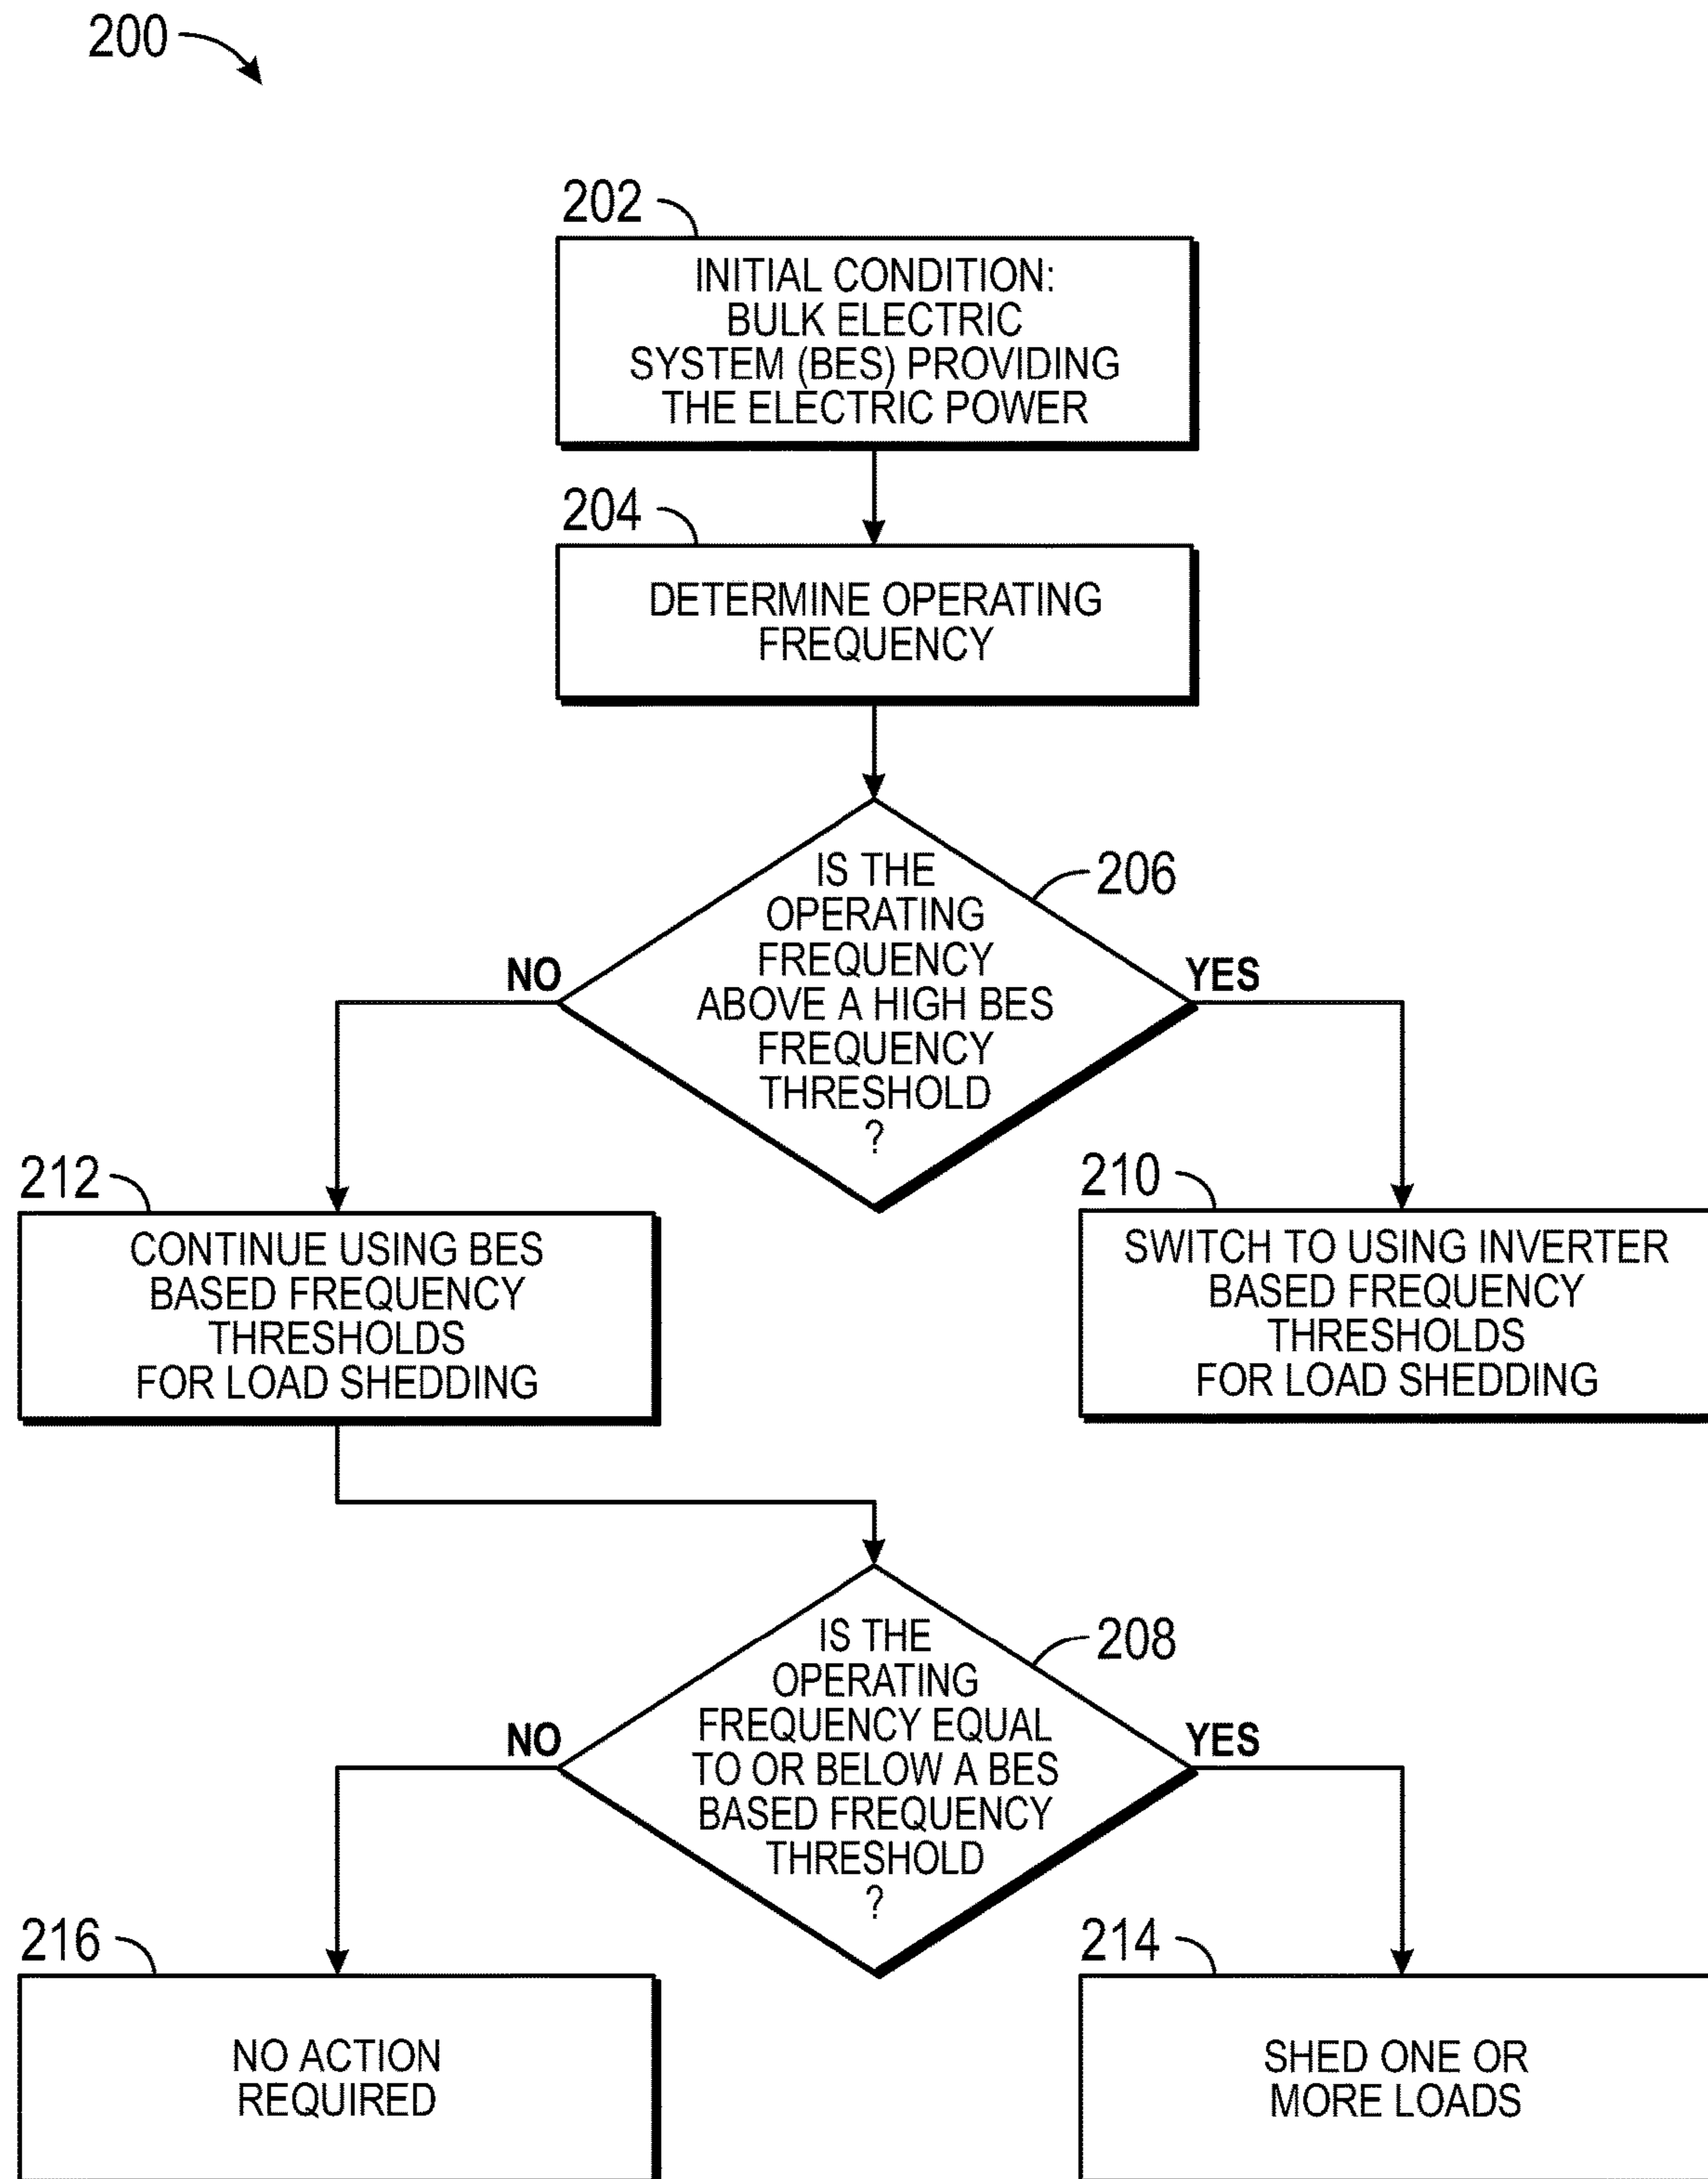 200
202
INITIAL CONDITION:
BULK ELECTRIC
SYSTEM (BES) PROVIDING
THE ELECTRIC POWER
204
DETERMINE OPERATING
FREQUENCY
206
IS THE
OPERATING
FREQUENCY
ABOVE A HIGH BES
FREQUENCY
THRESHOLD
?
NO
YES
212
CONTINUE USING BES
BASED FREQUENCY
THRESHOLDS
FOR LOAD SHEDDING
210
SWITCH TO USING INVERTER
BASED FREQUENCY
THRESHOLDS
FOR LOAD SHEDDING
208
IS THE
OPERATING
FREQUENCY EQUAL
TO OR BELOW A BES
BASED FREQUENCY
THRESHOLD
?
NO
YES
216
NO ACTION
REQUIRED
214
SHED ONE OR
MORE LOADS